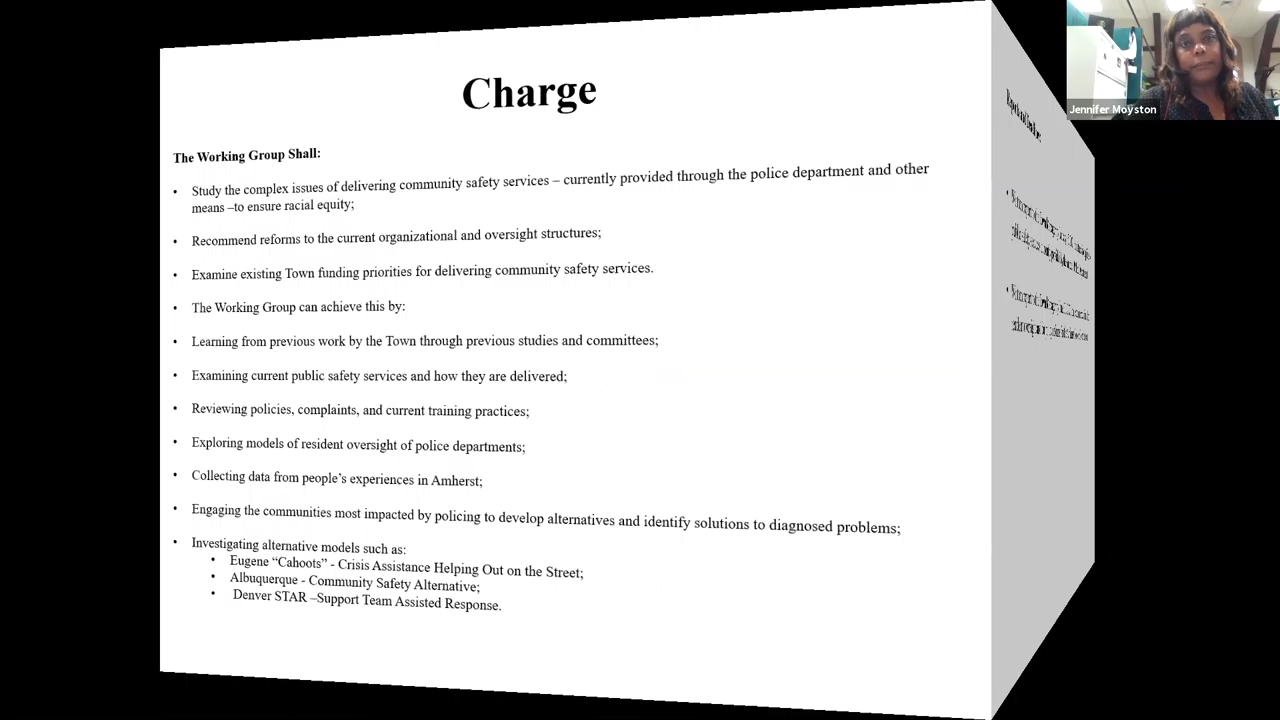 Charge
The Working Group Shall:
• Study the complex issues of delivering community safety services – currently provided through the police department and other
means –to ensure racial equity;
• Recommend reforms to the current organizational and oversight structures;
• Examine existing Town funding priorities for delivering community safety services.
• The Working Group can achieve this by:
• Learning from previous work by the Town through previous studies and committees;
• Examining current public safety services and how they are delivered;
• Reviewing policies, complaints, and current training practices;
• Exploring models of resident oversight of police departments;
• Collecting data from people’s experiences in Amherst;
• Engaging the communities most impacted by policing to develop alternatives and identify solutions to diagnosed problems;
• Investigating alternative models such as:
• Eugene “Cahoots” - Crisis Assistance Helping Out on the Street;
• Albuquerque - Community Safety Alternative;
• Denver STAR –Support Team Assisted Response.
Jennifer Moyston